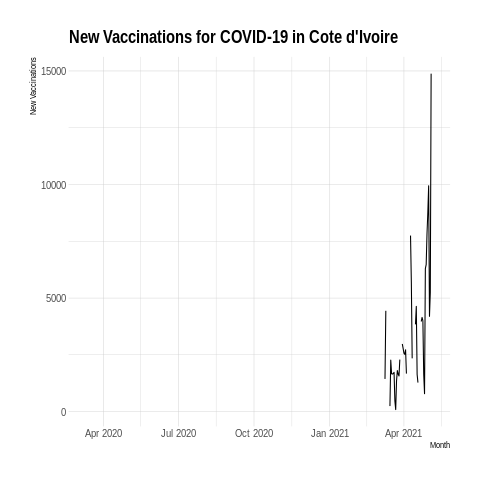 New Vaccinations for COVID-19 in Cote d'Ivoire
New Vaccinations
15000
10000
5000
0
Apr 2020 Jul 2020 Oct 2020 Jan 2021 Apr 2021
Month